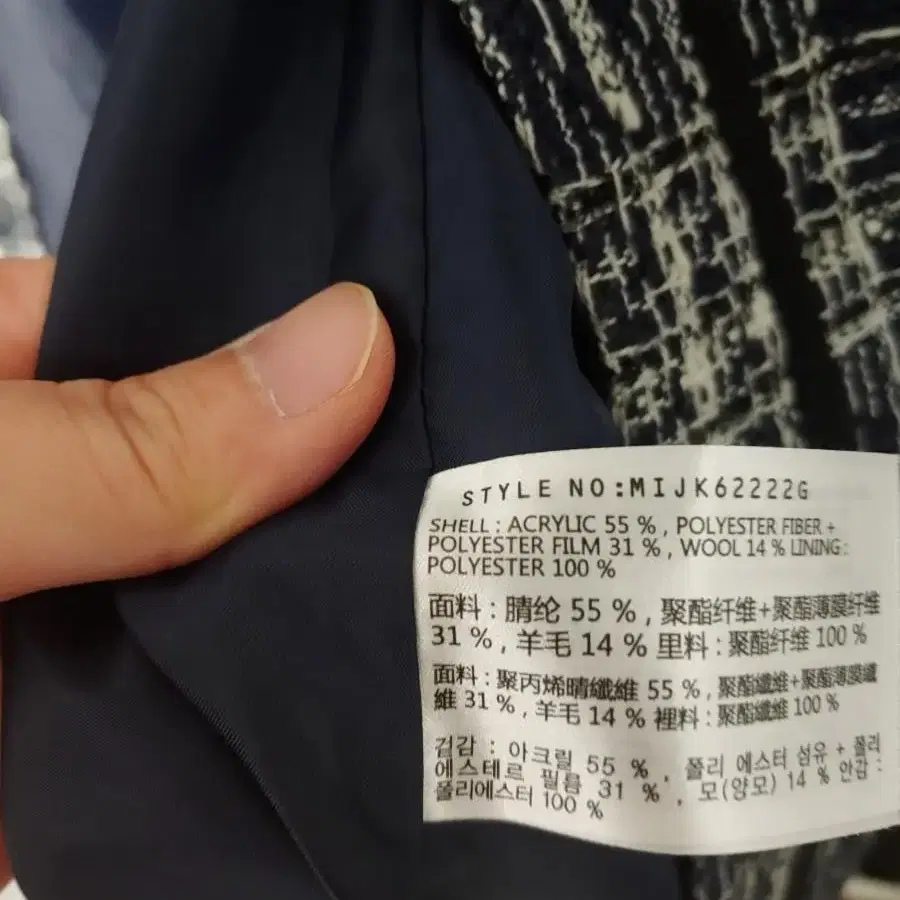 STYLE NO:MIJK62222G
SHELL : ACRYLIC 55 % , POLYESTER FIBER +
POLYESTER FILM 31 % , WOOL 14 % LINING :
POLYESTER 100 %
面料 : 腈纶 55 % , 聚酯纤维+聚酯薄膜纤维
31 % , 羊毛 14 % 里料 : 聚酯纤维 100 %
面料 : 聚丙烯晴纖維 55 % , 聚酯纖維+聚酯薄膜纖
維 31 % , 羊毛 14 % 裡料 : 聚酯纖維 100 %
겉감 : 아크릴 55 % , 폴리 에스터 섬유 + 폴리
에스테르 필름 31 % , 모(양모) 14 % 안감 :
폴리에스터 100 %